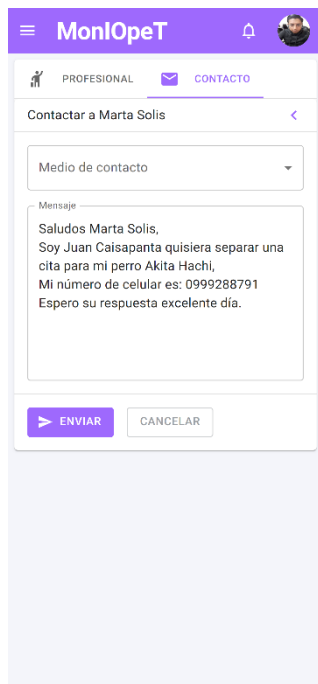 MonIOpeT
PROFESIONAL
CONTACTO
Contactar a Marta Solis
Medio de contacto
Mensaje
Saludos Marta Solis,
Soy Juan Caisapanta quisiera separar una
cita para mi perro Akita Hachi,
Mi número de celular es: 0999288791
Espero su respuesta excelente día.
ENVIAR
CANCELAR